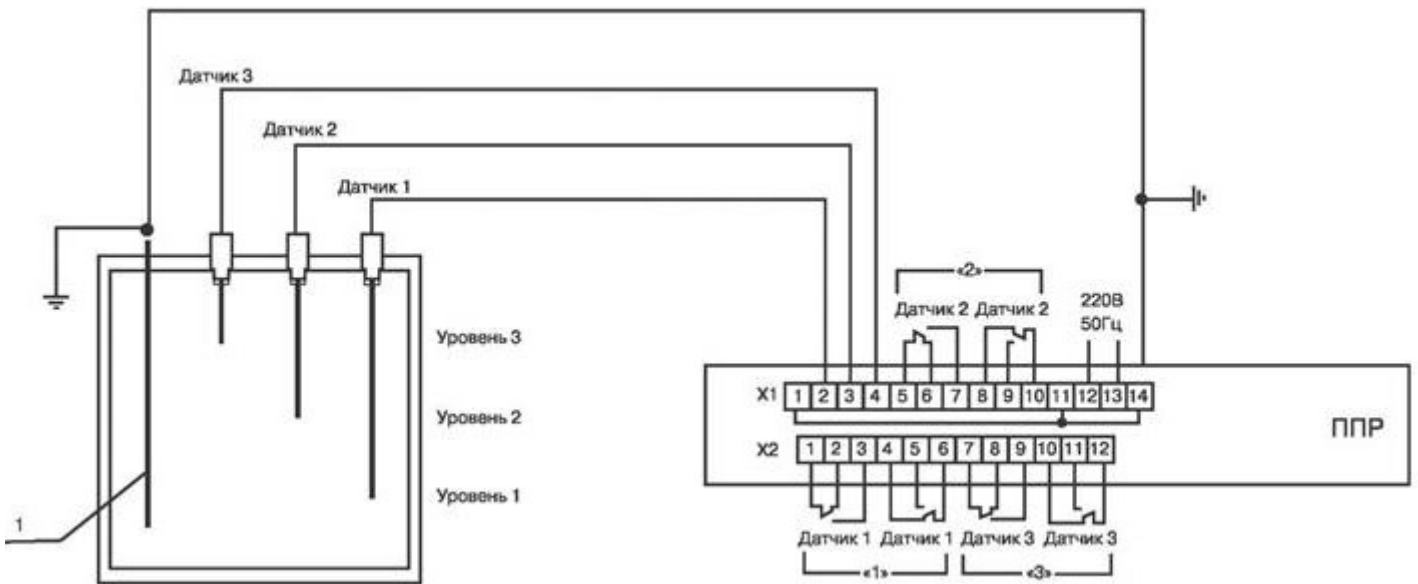 Датчик 3
Датчик 2
Датчик 1
«2»
Датчик 2 Датчик 2
220В
50Гц
Уровень 3
X1 1 2 3 4 5 6 7 8 9 10 11 12 13 14
Уровень 2
ППР
X2 1 2 3 4 5 6 7 8 9 10 11 12
Уровень 1
1
Датчик 1 Датчик 1 Датчик 3 Датчик 3
«1» «3»